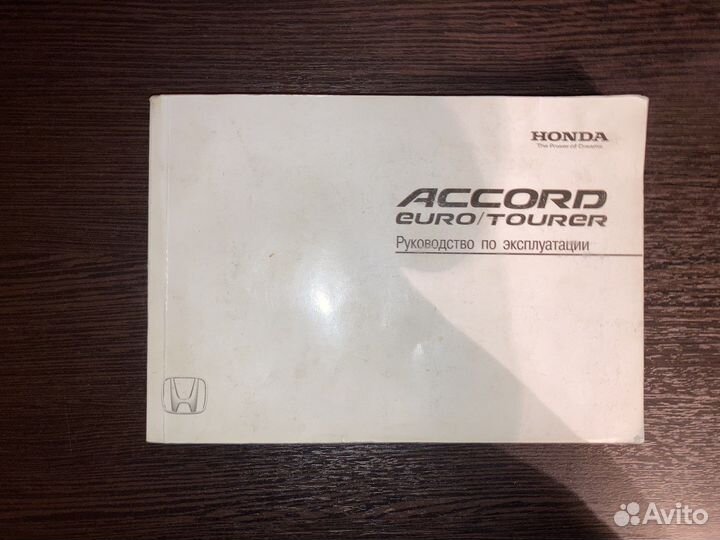 HONDA
The Power of Dreams
ACCORD
EURO/TOURER
Руководство по эксплуатации
Avito